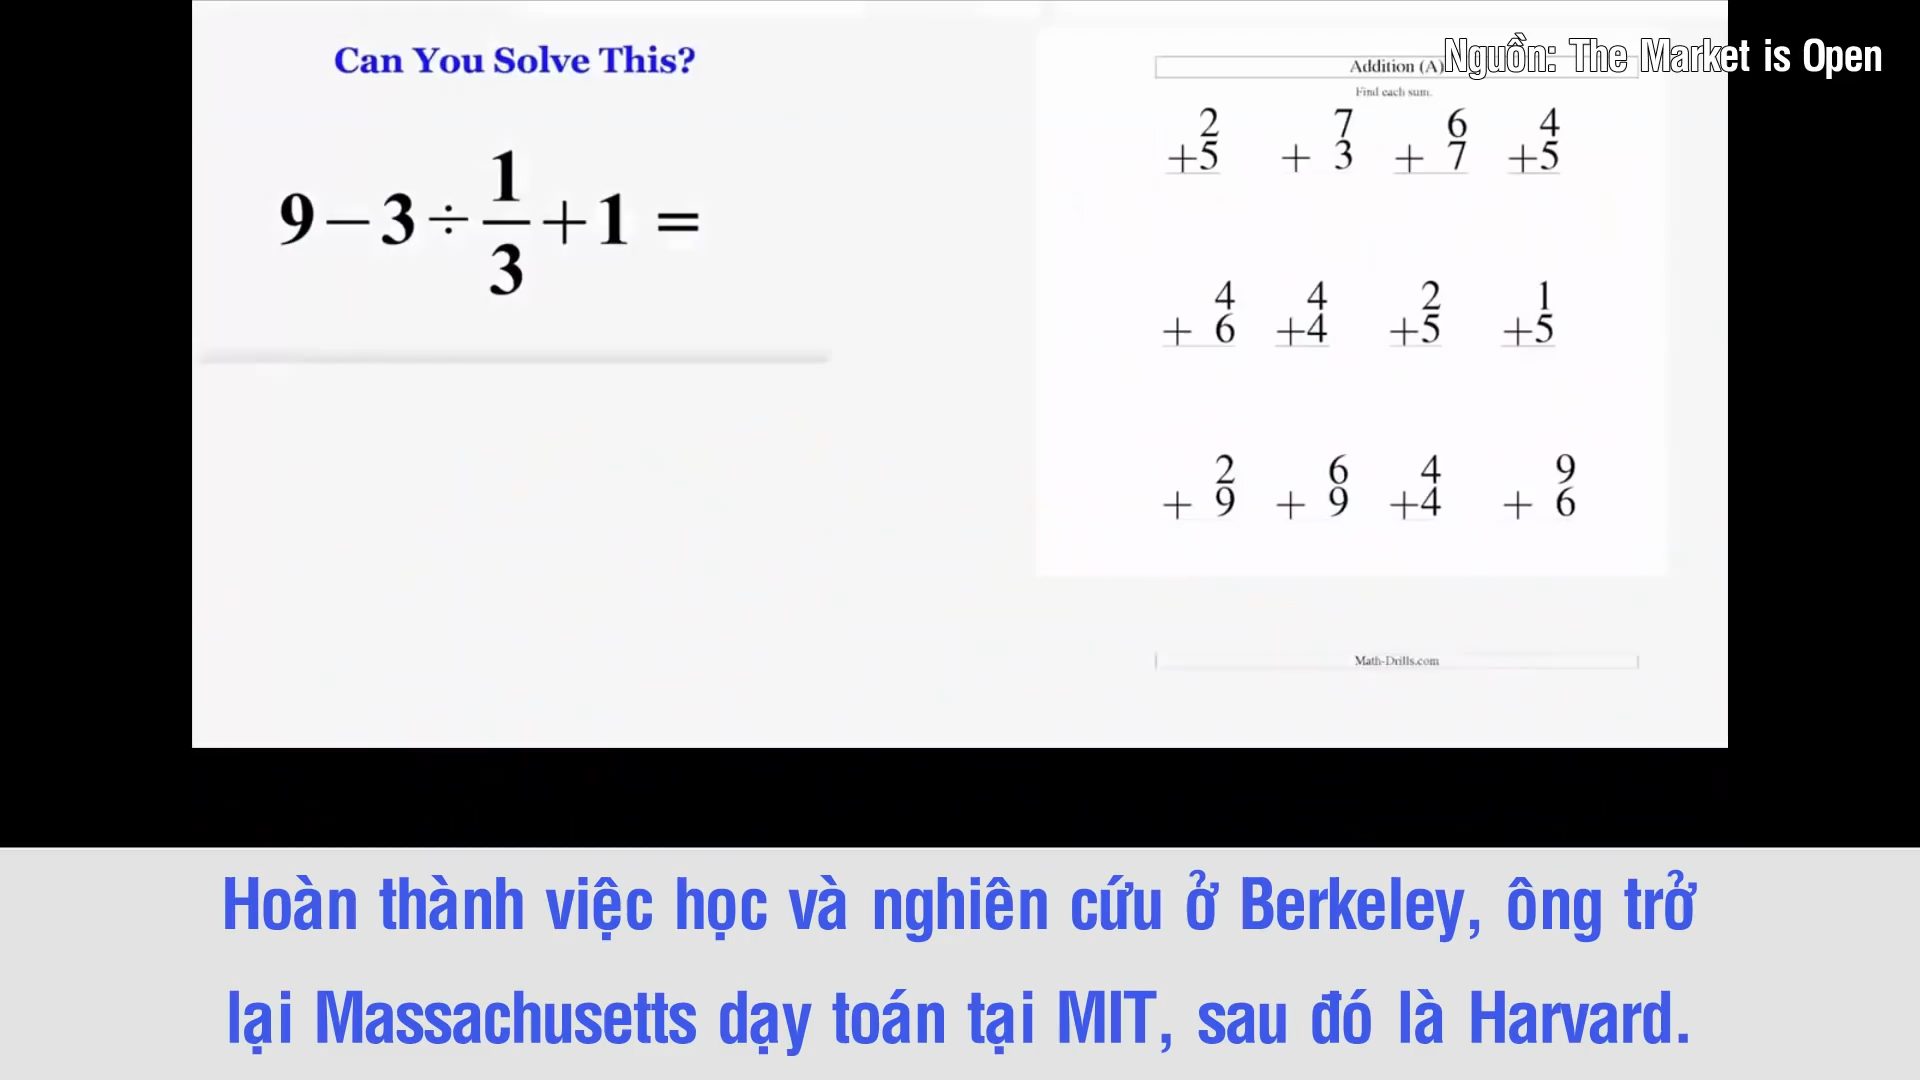 Can You Solve This?
9 − 3 ÷ 1/3 + 1 =
Nguồn: The Market is Open
Addition (A)
Find each sum.
2 7 6 4
+5 + 3 + 7 +5
4 4 2 1
+ 6 +4 +5 +5
2 6 4 9
+ 9 + 9 +4 + 6
Math-Drills.com
Hoàn thành việc học và nghiên cứu ở Berkeley, ông trở
lại Massachusetts dạy toán tại MIT, sau đó là Harvard.